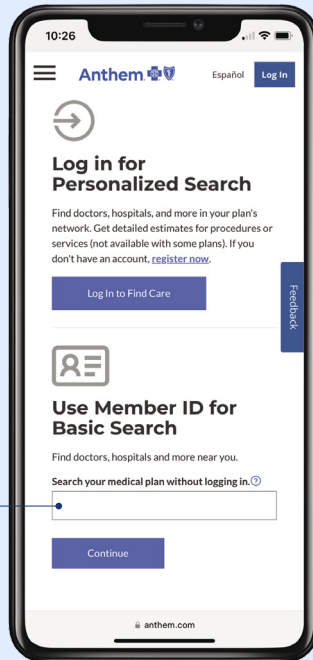 10:26
Anthem
Español
Log In
Log in for
Personalized Search
Find doctors, hospitals, and more in your plan's
network. Get detailed estimates for procedures or
services (not available with some plans). If you
don't have an account, register now.
Log In to Find Care
Feedback
Use Member ID for
Basic Search
Find doctors, hospitals and more near you.
Search your medical plan without logging in. ?
Continue
anthem.com